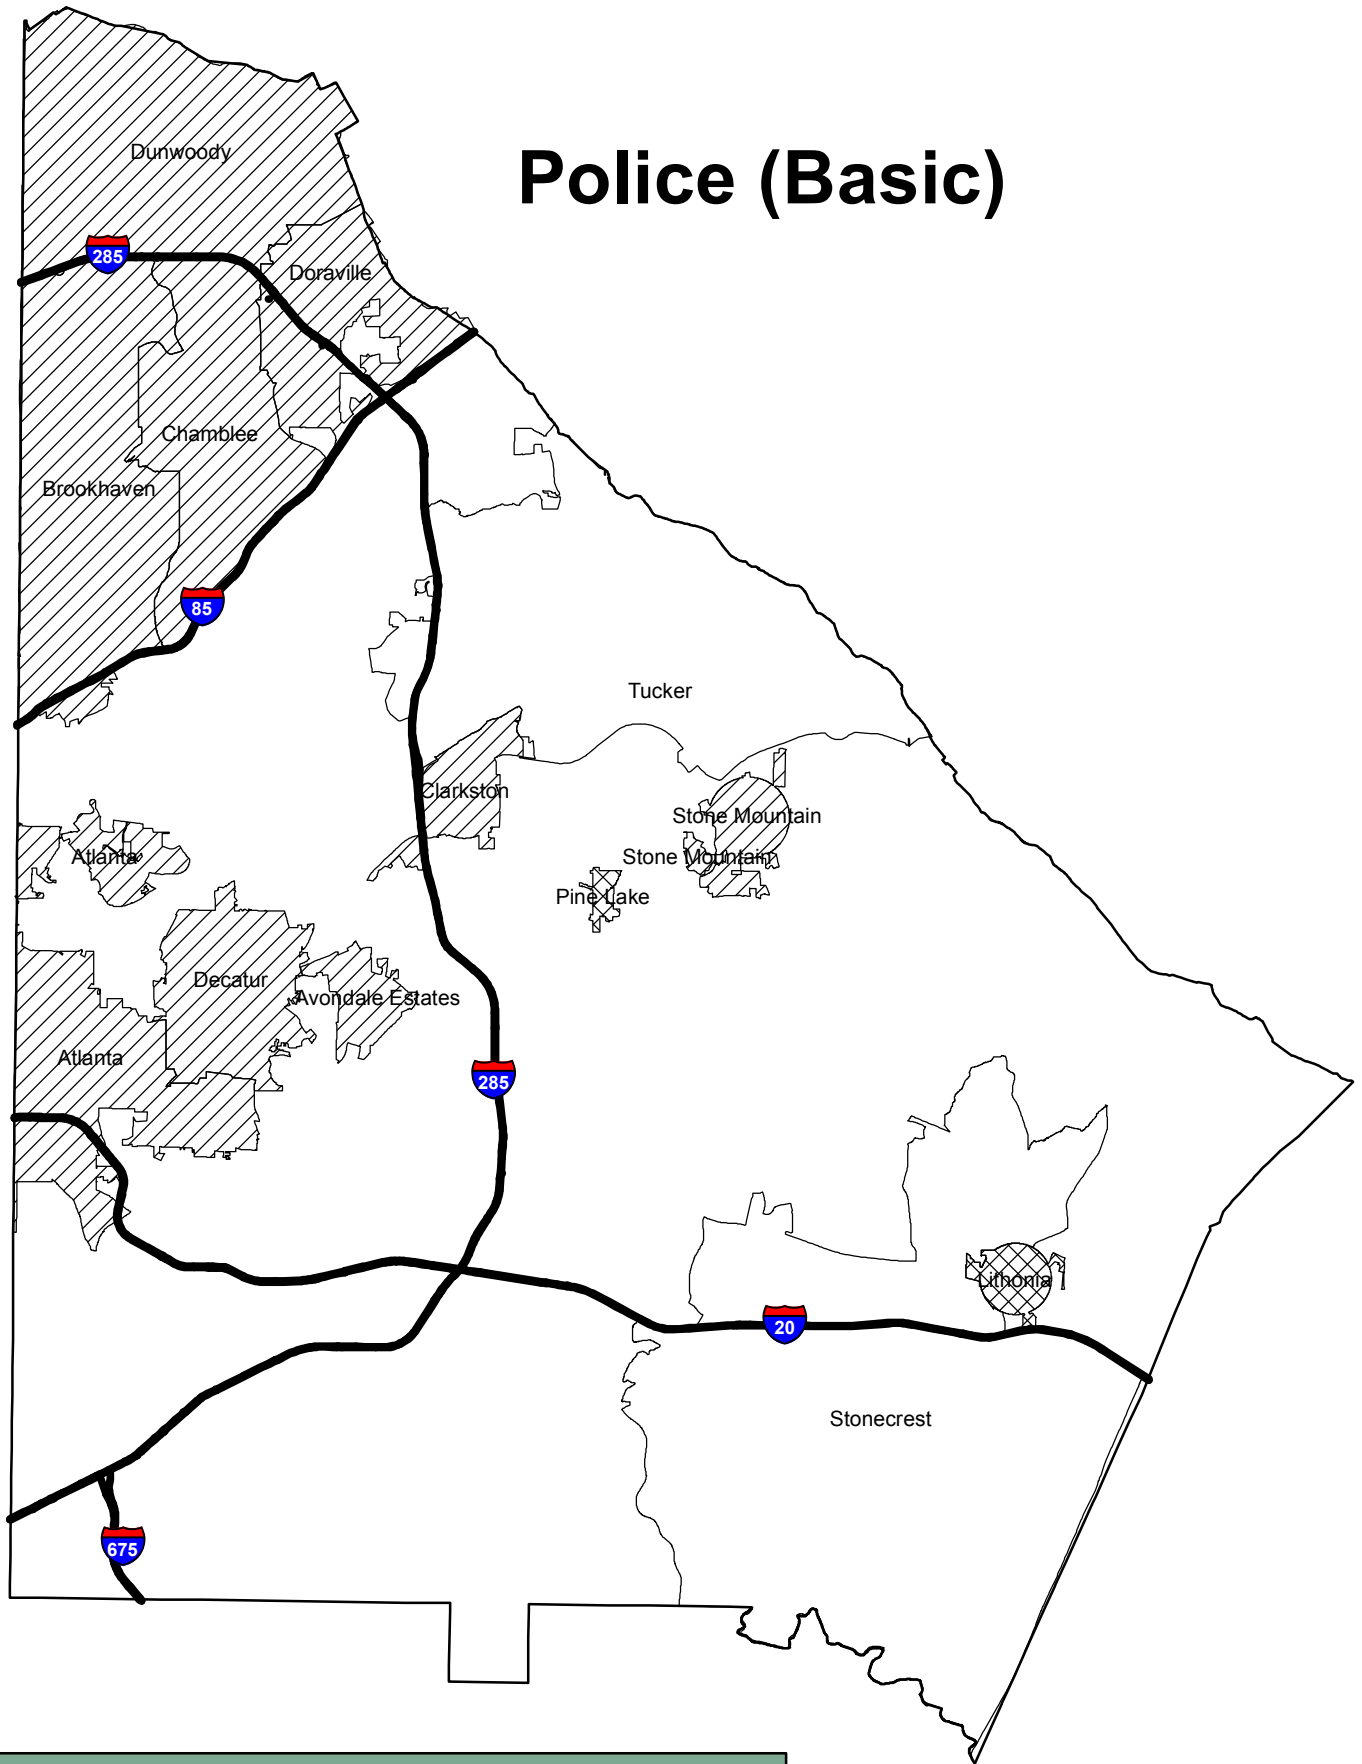 Police (Basic)
Dunwoody
285
Doraville
Chamblee
Brookhaven
85
Tucker
Clarkston
Stone Mountain
Atlanta
Stone Mountain
Pine Lake
Decatur
Avondale Estates
Atlanta
285
Lithonia
20
Stonecrest
675